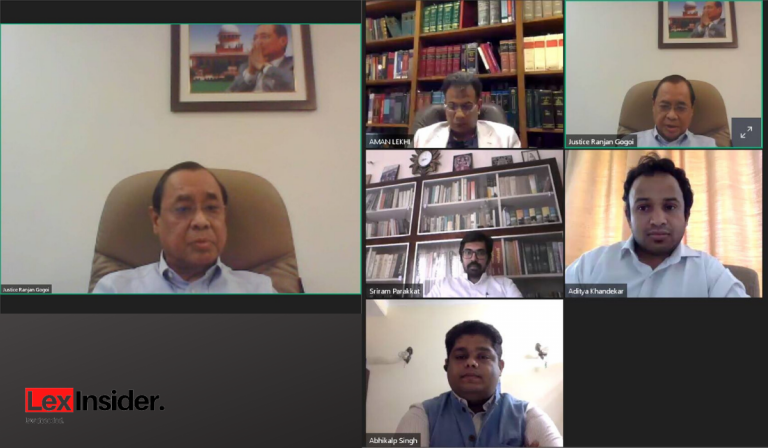 Justice Ranjan Gogoi
AMAN LEKHI
Justice Ranjan Gogoi
Sriram Parakkat
Aditya Khandekar
Abhikalp Singh
LexInsider.